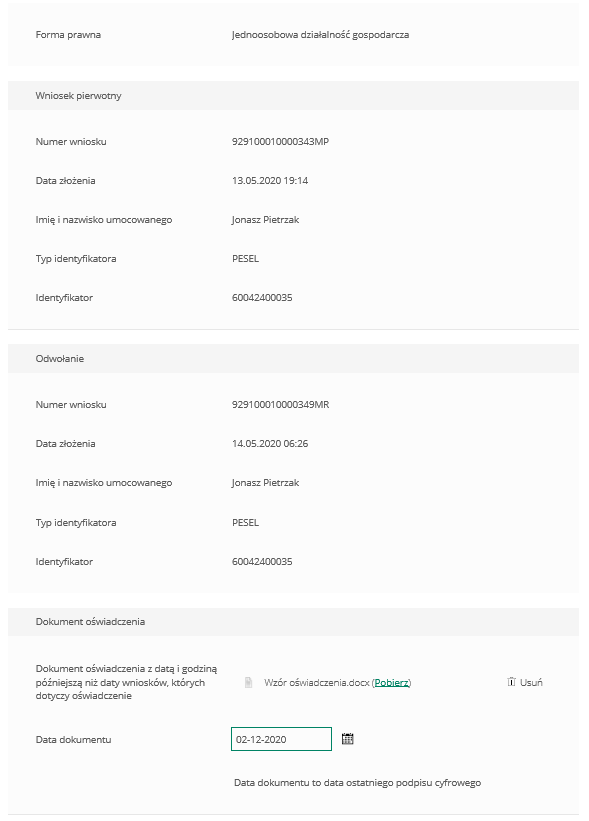 Forma prawna Jednoosobowa działalność gospodarcza
Wniosek pierwotny
Numer wniosku 929100010000343MP
Data złożenia 13.05.2020 19:14
Imię i nazwisko umocowanego Jonasz Pietrzak
Typ identyfikatora PESEL
Identyfikator 60042400035
Odwołanie
Numer wniosku 929100010000349MR
Data złożenia 14.05.2020 06:26
Imię i nazwisko umocowanego Jonasz Pietrzak
Typ identyfikatora PESEL
Identyfikator 60042400035
Dokument oświadczenia
Dokument oświadczenia z datą i godziną
późniejszą niż daty wniosków, których
dotyczy oświadczenie
Wzór oświadczenia.docx (Pobierz) Usuń
Data dokumentu 02-12-2020
Data dokumentu to data ostatniego podpisu cyfrowego